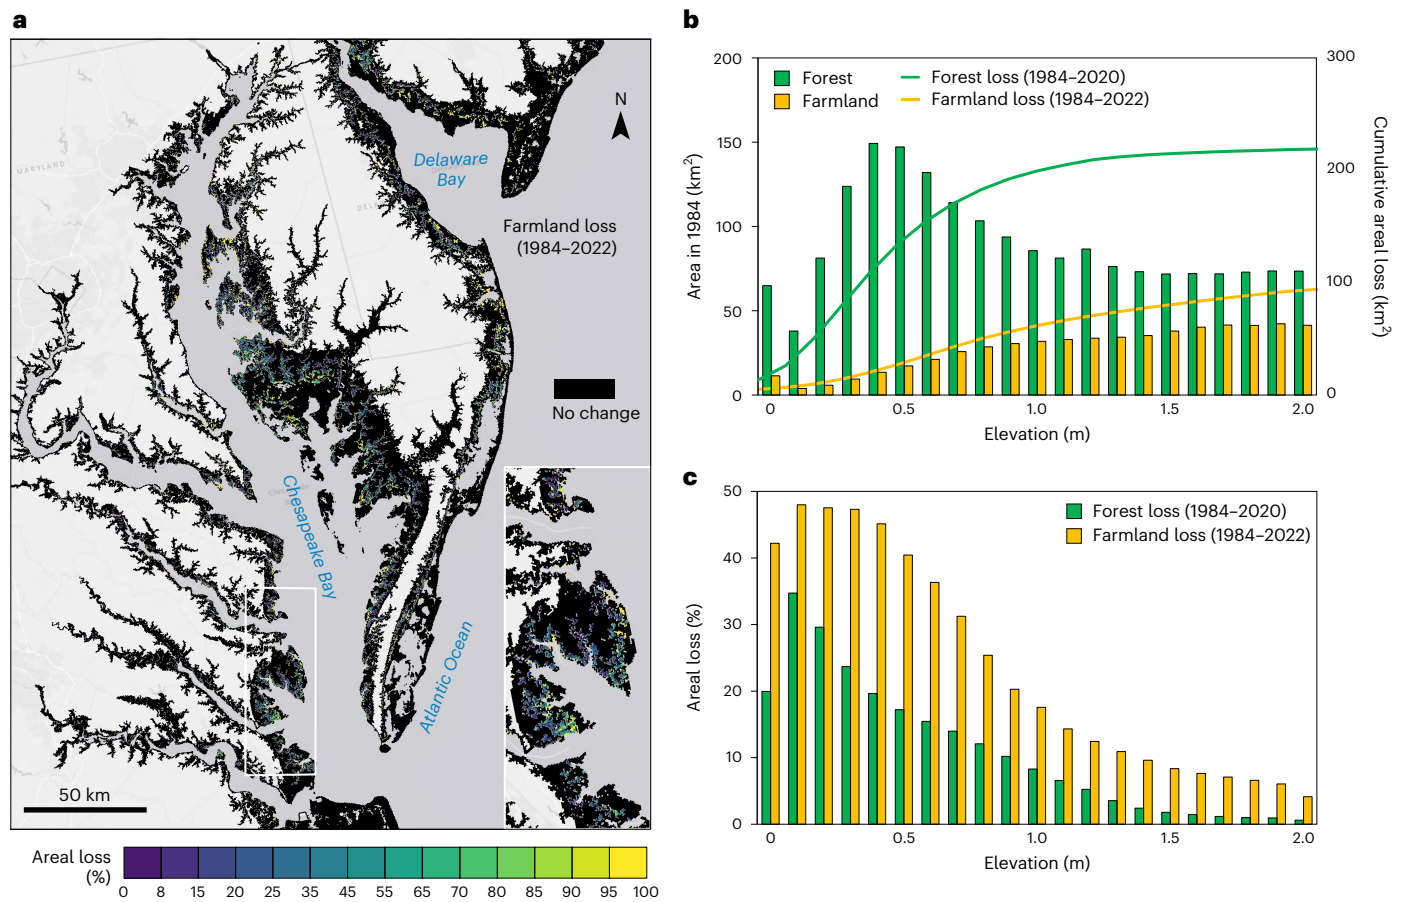 a
N
MARYLAND
Delaware
Bay
DELA
Farmland loss
(1984–2022)
No change
Chesapeake Bay
Atlantic Ocean
50 km
Areal loss
(%)
0 8 15 20 25 35 45 55 65 70 80 85 90 95 100
b
Area in 1984 (km²)
200
150
100
50
0
Forest
Farmland
Forest loss (1984–2020)
Farmland loss (1984–2022)
300
200
100
0
Cumulative areal loss (km²)
0 0.5 1.0 1.5 2.0
Elevation (m)
c
Areal loss (%)
50
40
30
20
10
0
Forest loss (1984–2020)
Farmland loss (1984–2022)
0 0.5 1.0 1.5 2.0
Elevation (m)